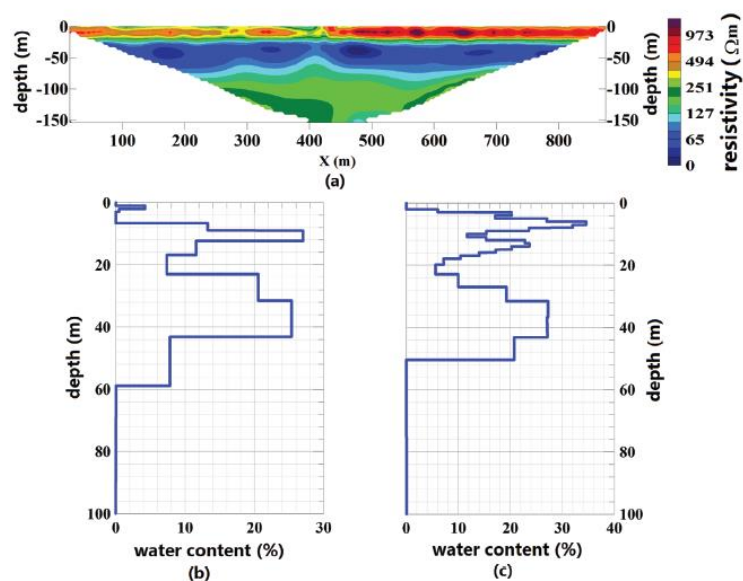 0
-50
-100
-150
depth (m)
100 200 300 400 500 600 700 800
X (m)
(a)
0
-50
-100
-150
depth (m)
973
494
251
127
65
0
resistivity (Ωm)
0
20
40
60
80
100
depth (m)
0 10 20 30
water content (%)
(b)
0
20
40
60
80
100
depth (m)
0 10 20 30 40
water content (%)
(c)